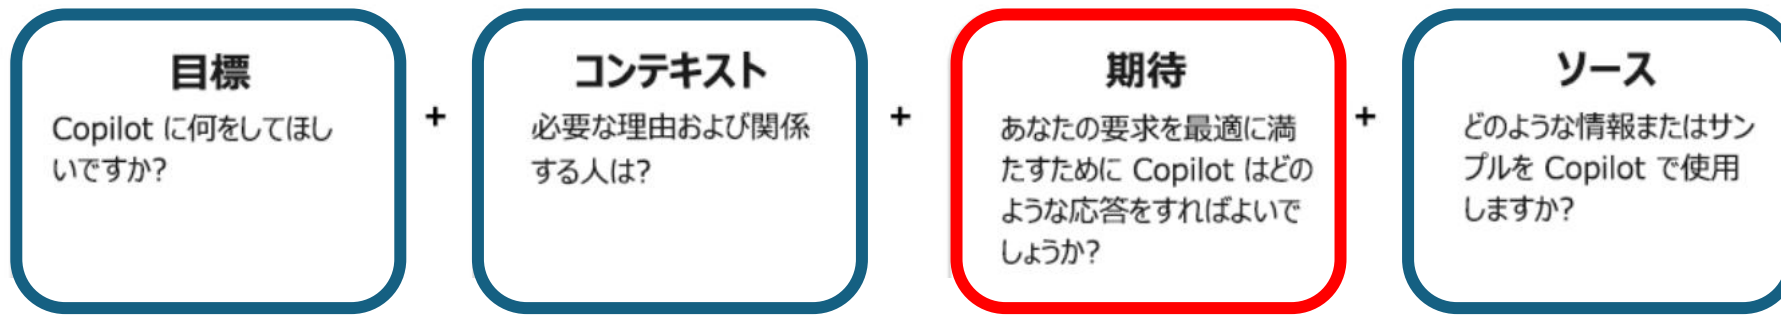 目標
Copilot に何をしてほし
いですか?
+
コンテキスト
必要な理由および関係
する人は?
+
期待
あなたの要求を最適に満
たすために Copilot はどの
ような応答をすればよいで
しょうか?
+
ソース
どのような情報またはサン
プルを Copilot で使用
しますか?